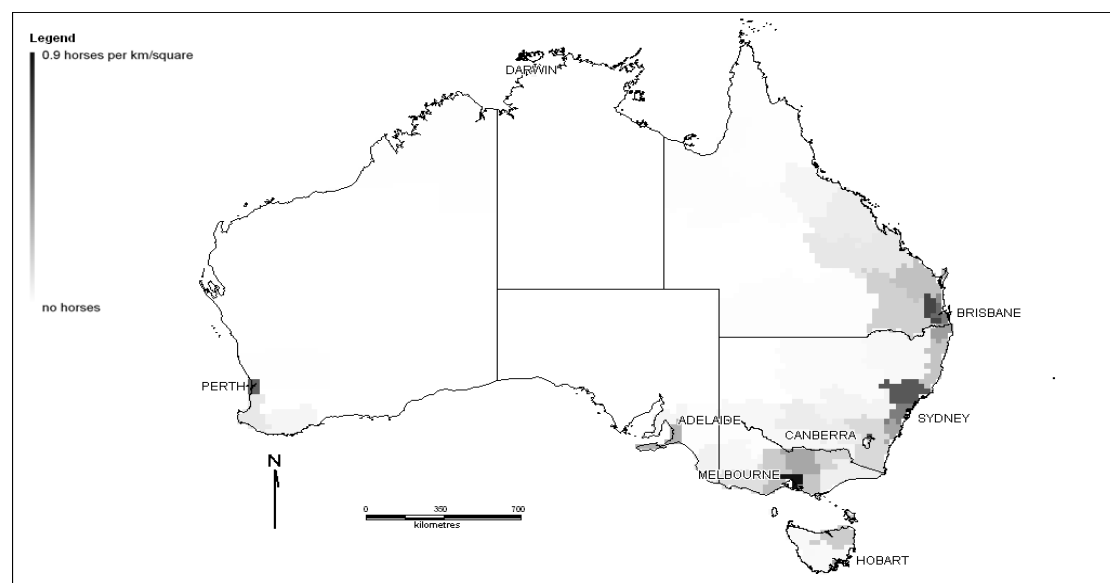 Legend
0.9 horses per km/square
no horses
DARWIN
BRISBANE
PERTH
ADELAIDE
SYDNEY
CANBERRA
MELBOURNE
HOBART
N
0 350 700
kilometres